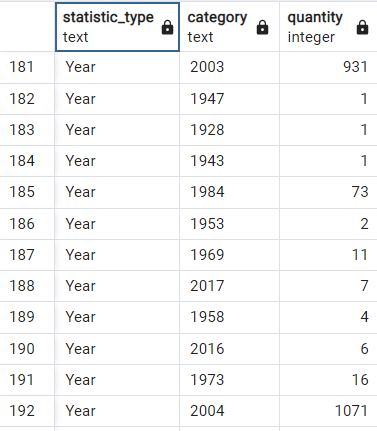 statistic_type category quantity
text text integer
181 Year 2003 931
182 Year 1947 1
183 Year 1928 1
184 Year 1943 1
185 Year 1984 73
186 Year 1953 2
187 Year 1969 11
188 Year 2017 7
189 Year 1958 4
190 Year 2016 6
191 Year 1973 16
192 Year 2004 1071